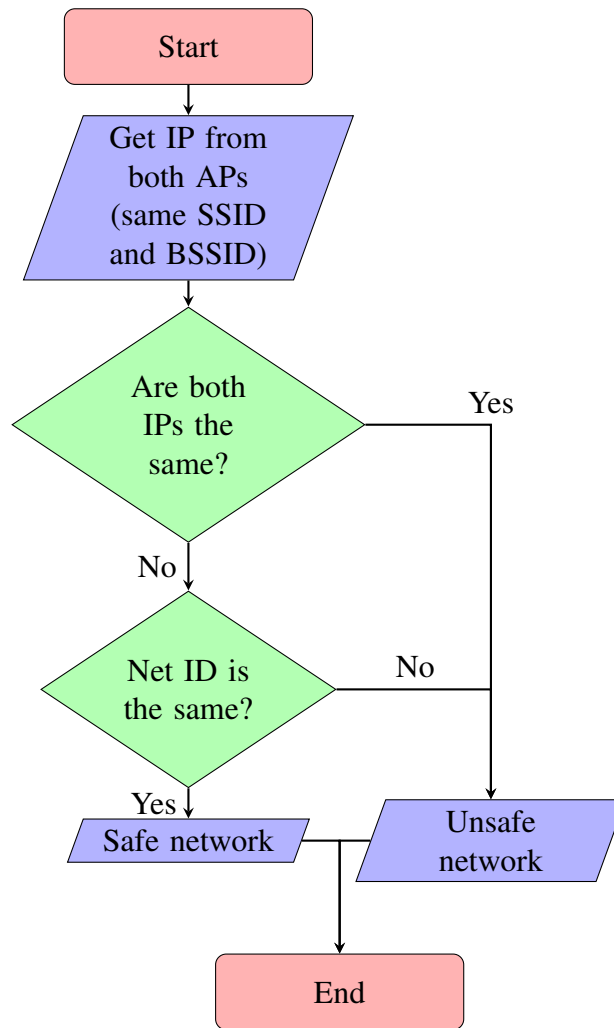 Start
Get IP from
both APs
(same SSID
and BSSID)
Are both
IPs the
same?
Yes
No
Net ID is
the same?
No
Yes
Safe network
Unsafe
network
End